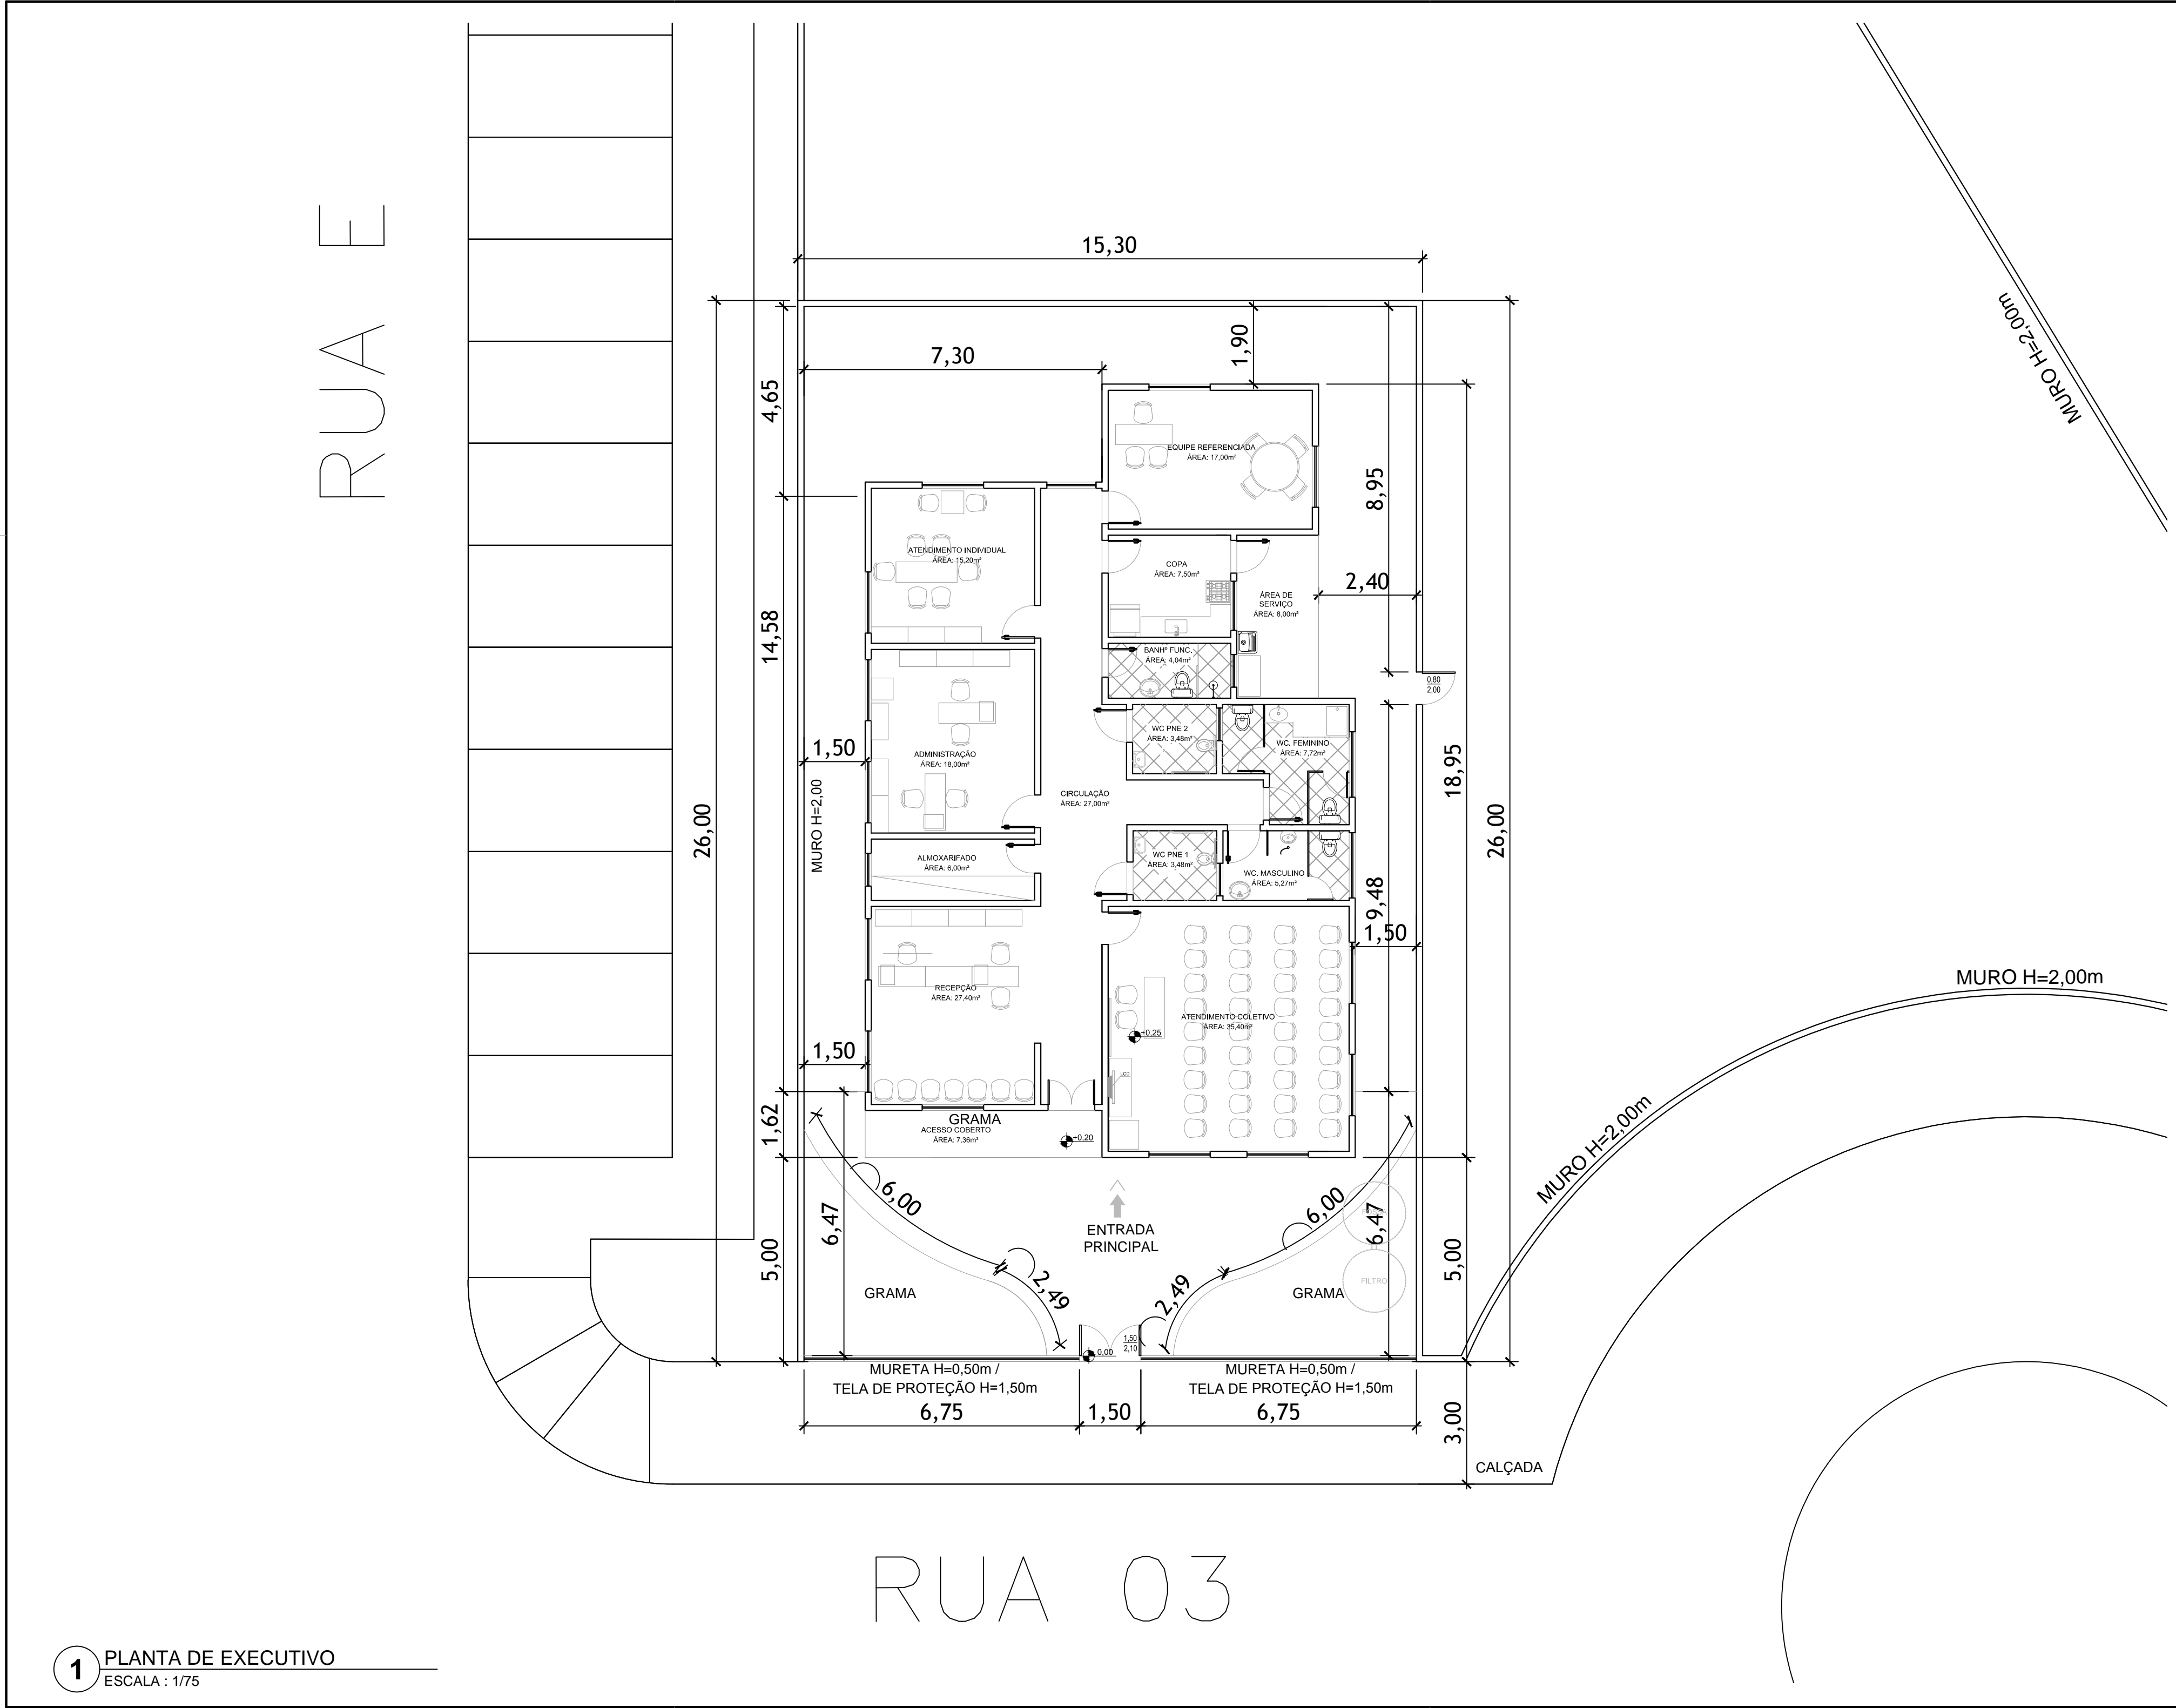 RUA E
15,30
MURO H=2,00m
7,30
1,90
4,65
EQUIPE REFERENCIADA
ÁREA: 17,00m²
8,95
ATENDIMENTO INDIVIDUAL
ÁREA: 15,20m²
COPA
ÁREA: 7,50m²
2,40
ÁREA DE
SERVIÇO
ÁREA: 8,00m²
14,58
BANHº FUNC.
ÁREA: 4,04m²
0,80
2,00
WC PNE 2
ÁREA: 3,48m²
WC. FEMININO
ÁREA: 7,72m²
1,50
ADMINISTRAÇÃO
ÁREA: 18,00m²
18,95
MURO H=2,00
CIRCULAÇÃO
ÁREA: 27,00m²
26,00
26,00
ALMOXARIFADO
ÁREA: 6,00m²
WC PNE 1
ÁREA: 3,48m²
WC. MASCULINO
ÁREA: 5,27m²
9,48
1,50
RECEPÇÃO
ÁREA: 27,40m²
MURO H=2,00m
ATENDIMENTO COLETIVO
ÁREA: 35,40m²
+0,25
1,50
LCD
1,62
GRAMA
ACESSO COBERTO
ÁREA: 7,36m²
+0,20
MURO H=2,00m
6,00
6,00
6,47
6,47
ENTRADA
PRINCIPAL
5,00
5,00
2,49
2,49
GRAMA
GRAMA
FILTRO
1,50
2,10
0,00
MURETA H=0,50m /
TELA DE PROTEÇÃO H=1,50m
MURETA H=0,50m /
TELA DE PROTEÇÃO H=1,50m
6,75
1,50
6,75
3,00
CALÇADA
RUA 03
1
PLANTA DE EXECUTIVO
ESCALA : 1/75